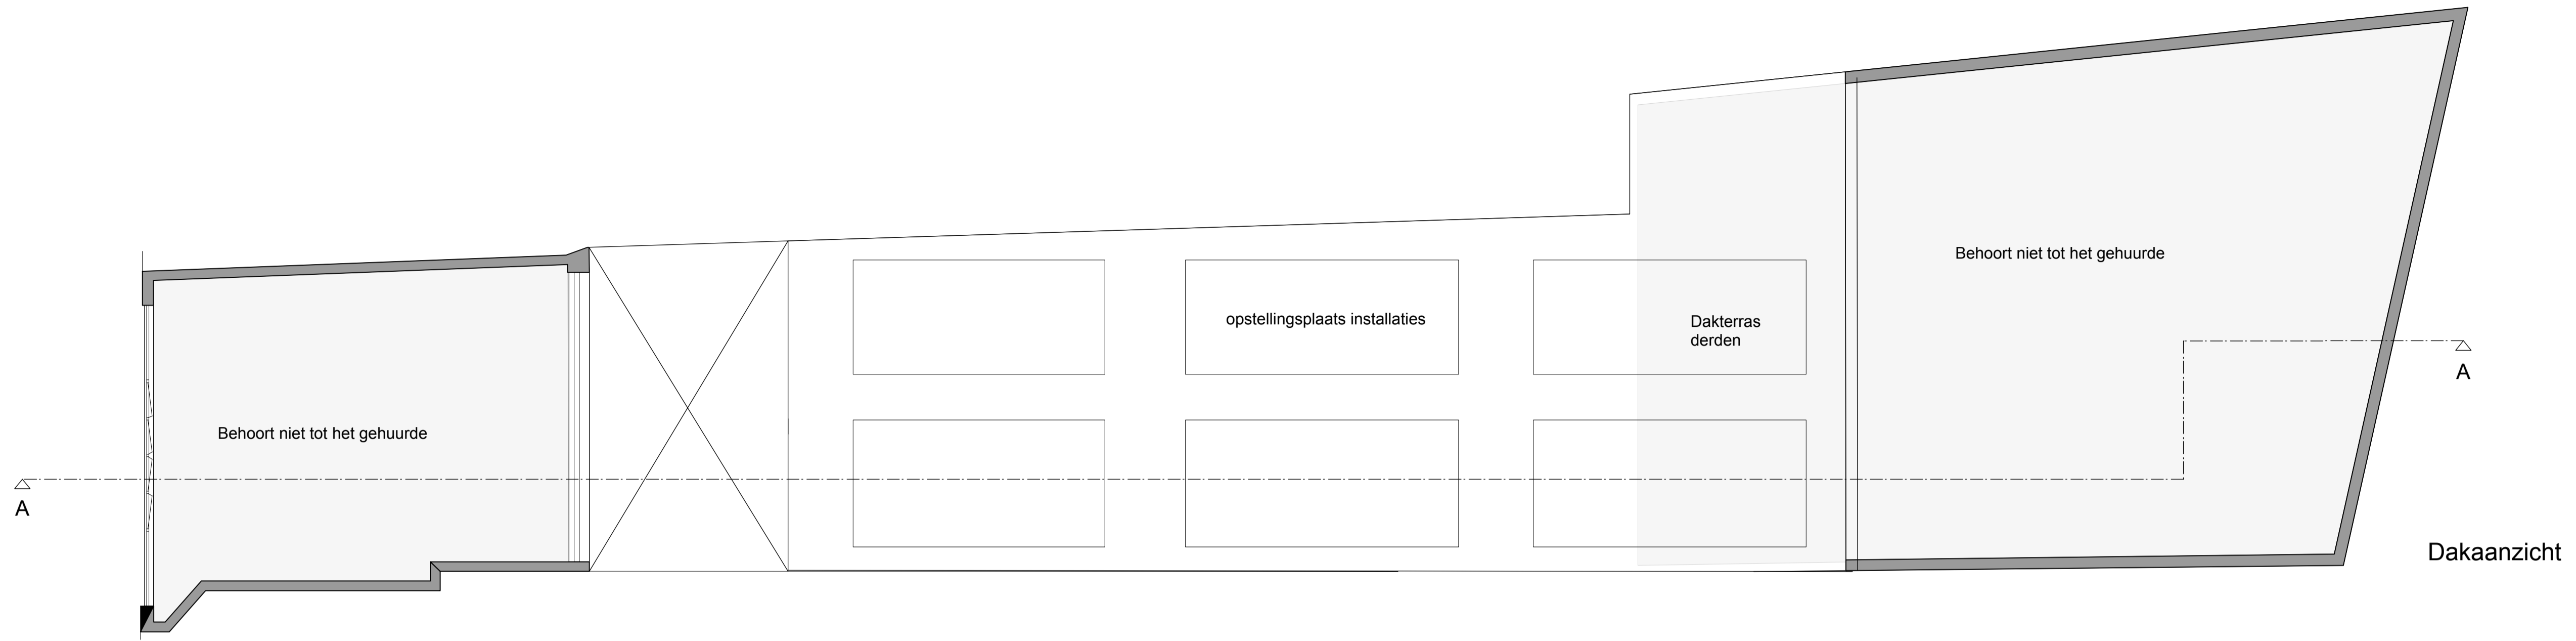 Behoort niet tot het gehuurde
opstellingsplaats installaties
Dakterras
derden
Behoort niet tot het gehuurde
A
A
Dakaanzicht